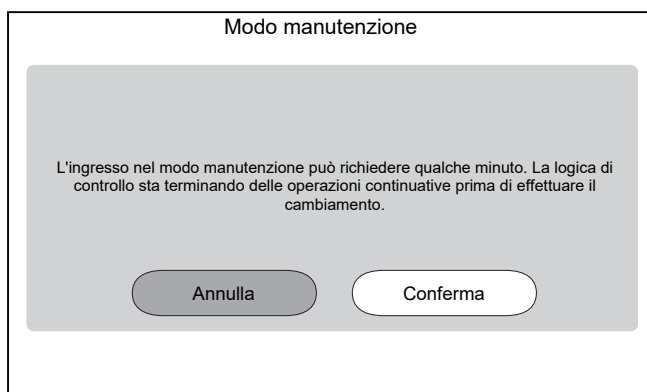 Modo manutenzione
L'ingresso nel modo manutenzione può richiedere qualche minuto. La logica di
controllo sta terminando delle operazioni continuative prima di effettuare il
cambiamento.
Annulla
Conferma